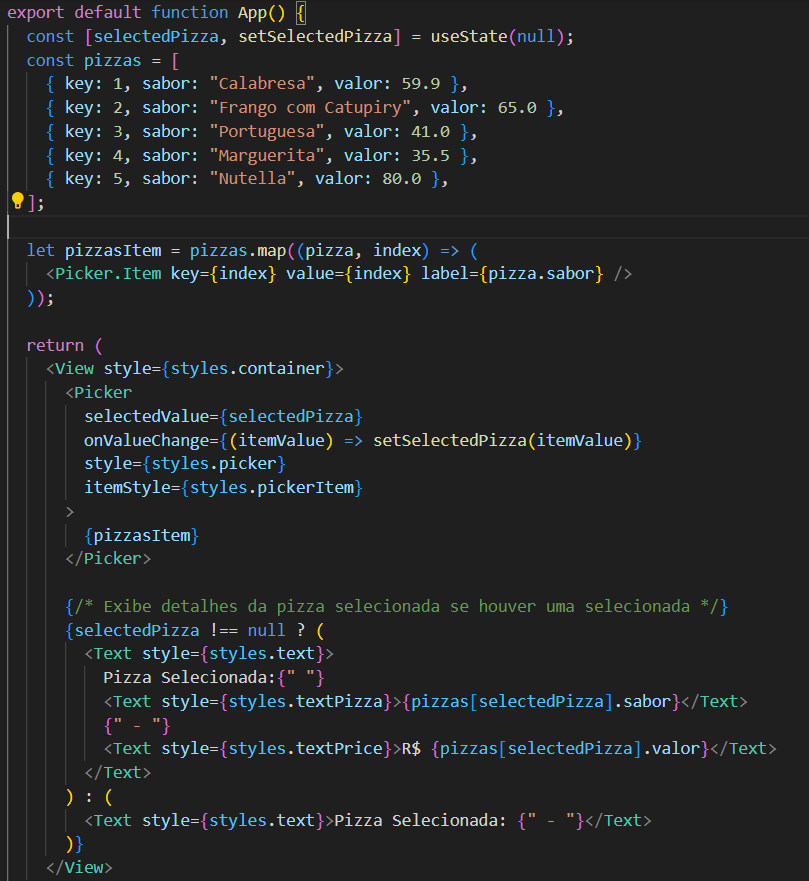 export default function App() {
  const [selectedPizza, setSelectedPizza] = useState(null);
  const pizzas = [
    { key: 1, sabor: "Calabresa", valor: 59.9 },
    { key: 2, sabor: "Frango com Catupiry", valor: 65.0 },
    { key: 3, sabor: "Portuguesa", valor: 41.0 },
    { key: 4, sabor: "Marguerita", valor: 35.5 },
    { key: 5, sabor: "Nutella", valor: 80.0 },
  ];

  let pizzasItem = pizzas.map((pizza, index) => (
    <Picker.Item key={index} value={index} label={pizza.sabor} />
  ));

  return (
    <View style={styles.container}>
      <Picker
        selectedValue={selectedPizza}
        onValueChange={(itemValue) => setSelectedPizza(itemValue)}
        style={styles.picker}
        itemStyle={styles.pickerItem}
      >
        {pizzasItem}
      </Picker>

      {/* Exibe detalhes da pizza selecionada se houver uma selecionada */}
      {selectedPizza !== null ? (
        <Text style={styles.text}>
          Pizza Selecionada:{" "}
          <Text style={styles.textPizza}>{pizzas[selectedPizza].sabor}</Text>
          {" - "}
          <Text style={styles.textPrice}>R$ {pizzas[selectedPizza].valor}</Text>
        </Text>
      ) : (
        <Text style={styles.text}>Pizza Selecionada: {" - "}</Text>
      )}
    </View>